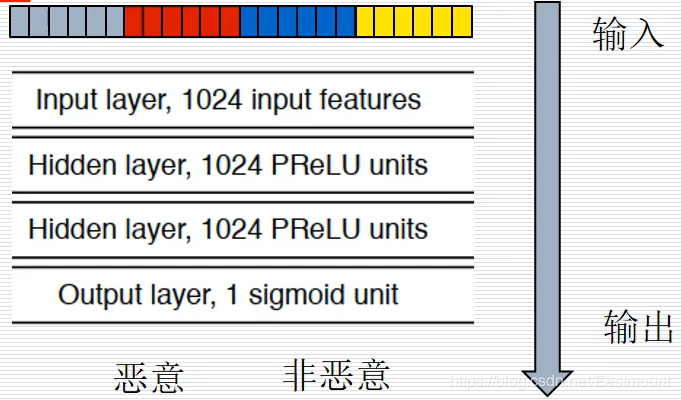 输入
Input layer, 1024 input features
Hidden layer, 1024 PReLU units
Hidden layer, 1024 PReLU units
Output layer, 1 sigmoid unit
输出
恶意 非恶意
https://blog.csdn.net/Eastmount